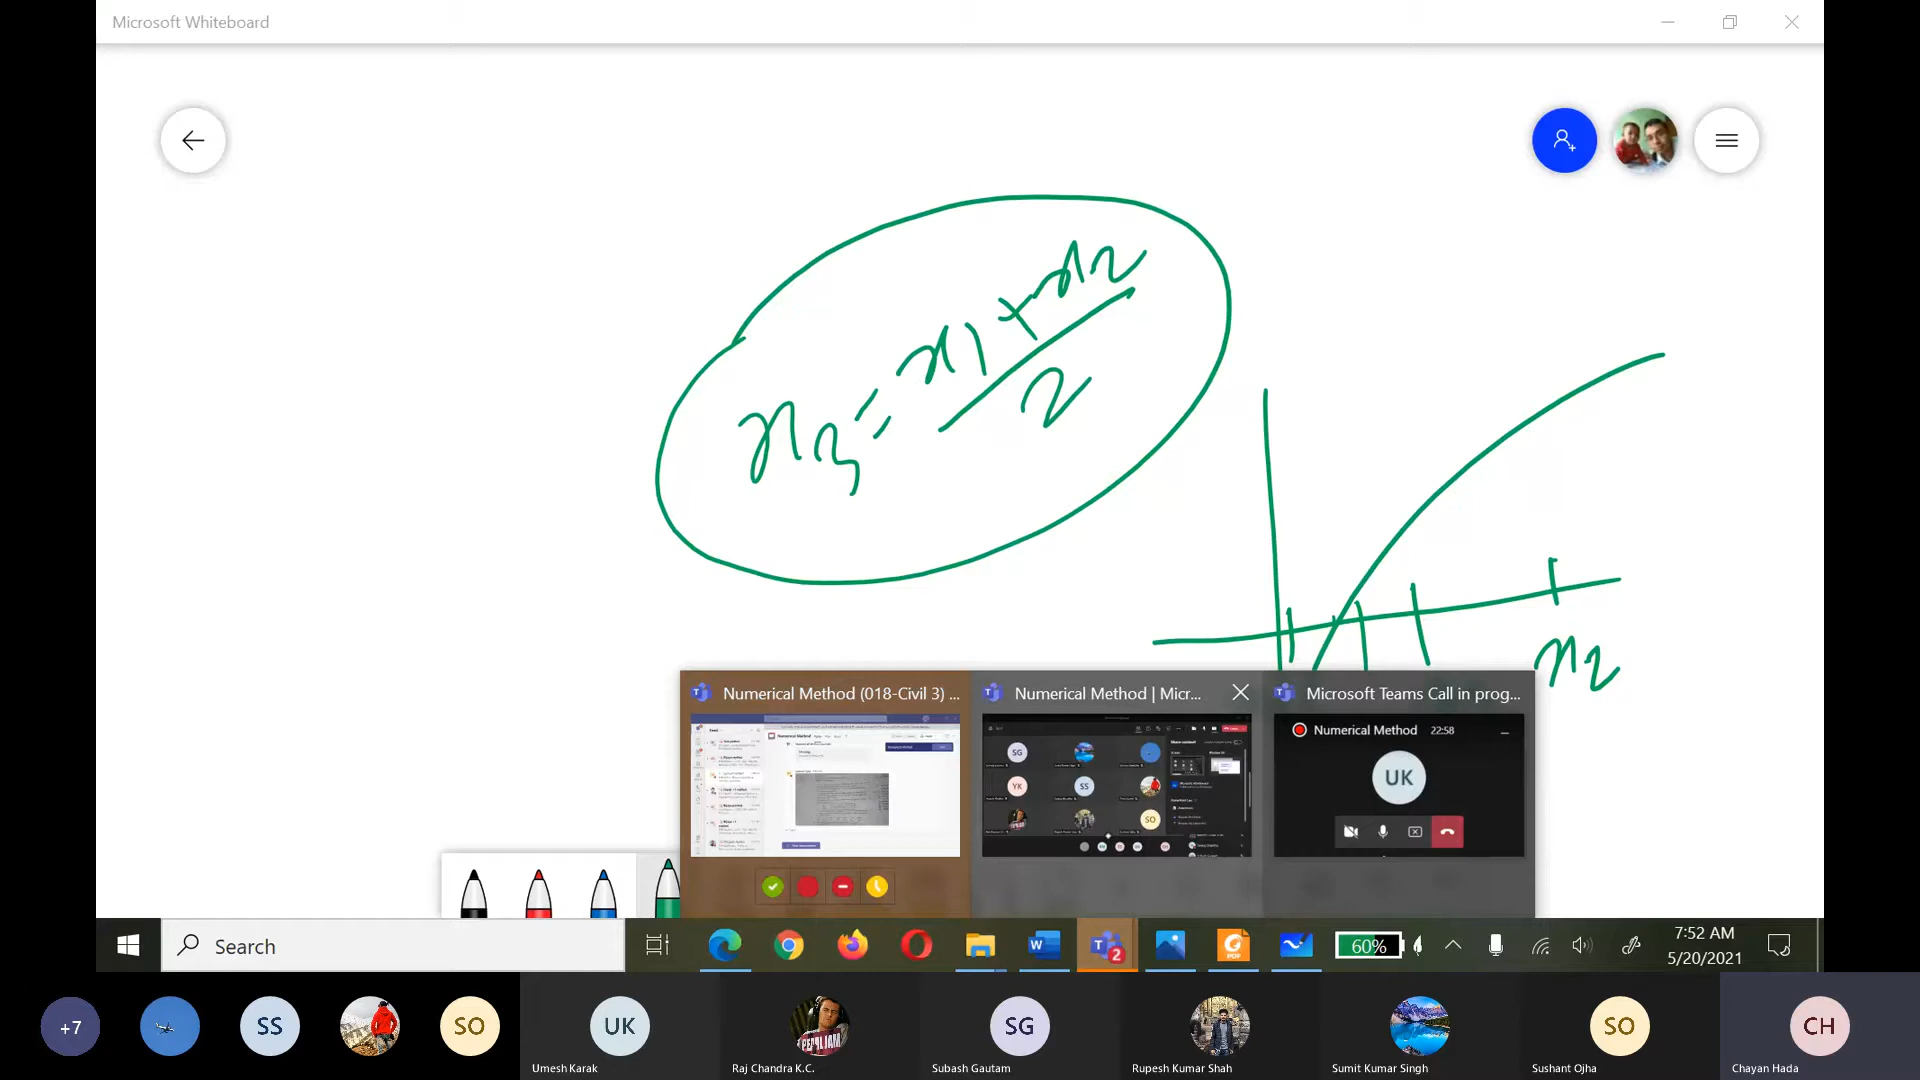 Microsoft Whiteboard
x3 = x1 + x2
2
x2
Numerical Method (018-Civil 3) ...
Numerical Method | Micr...
Microsoft Teams Call in prog...
Numerical Method 22:58
SG
YK
SS
SO
UK
Search
2
60%
7:52 AM
5/20/2021
+7
SS
SO
UK
SG
SO
CH
Umesh Karak
Raj Chandra K.C.
Subash Gautam
Rupesh Kumar Shah
Sumit Kumar Singh
Sushant Ojha
Chayan Hada